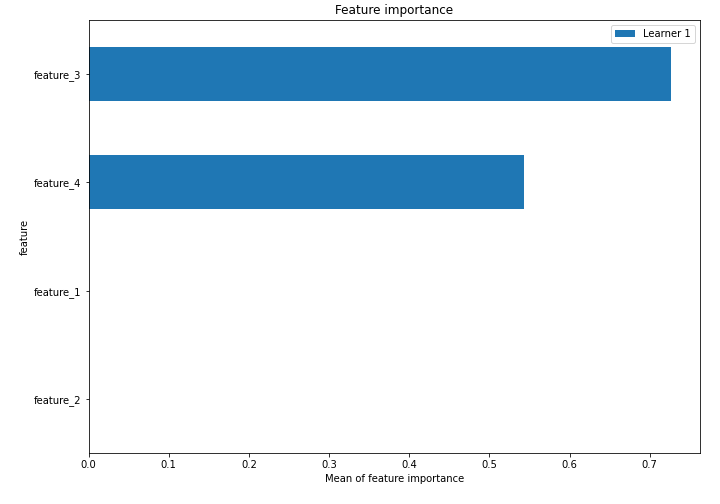 Feature importance
Learner 1
feature_3
feature_4
feature_1
feature_2
feature
0.0 0.1 0.2 0.3 0.4 0.5 0.6 0.7
Mean of feature importance